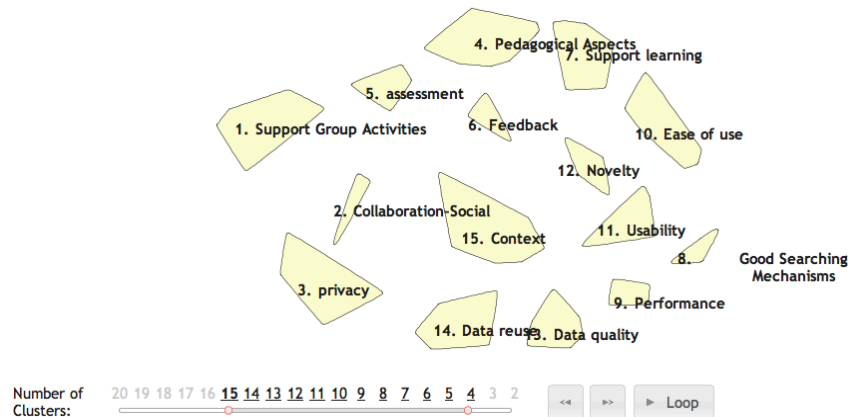 4. Pedagogical Aspects
7. Support learning
5. assessment
1. Support Group Activities
6. Feedback
10. Ease of use
12. Novelty
2. Collaboration-Social
15. Context
11. Usability
8. Good Searching
Mechanisms
3. privacy
9. Performance
14. Data reuse
13. Data quality
Number of
Clusters:
20 19 18 17 16 15 14 13 12 11 10 9 8 7 6 5 4 3 2
Loop